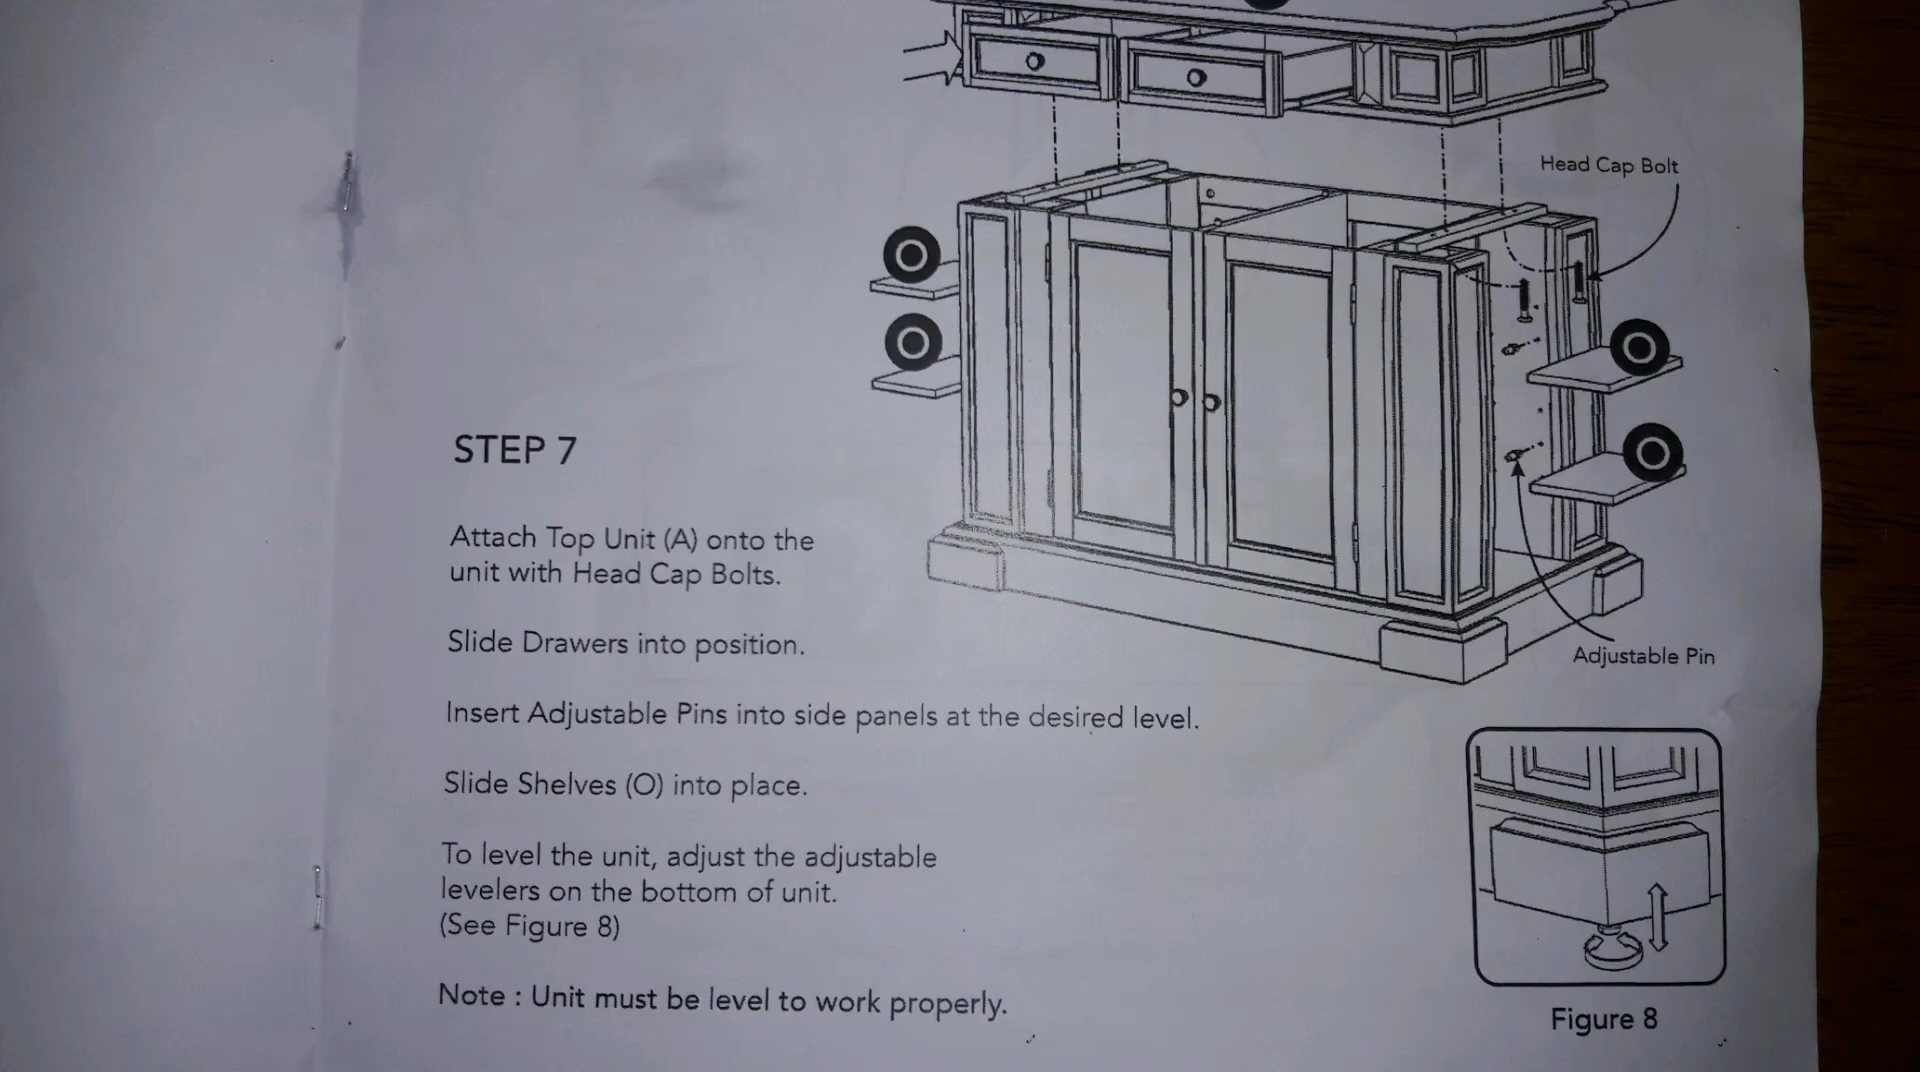 Head Cap Bolt
STEP 7
Attach Top Unit (A) onto the
unit with Head Cap Bolts.
Slide Drawers into position.
Adjustable Pin
Insert Adjustable Pins into side panels at the desired level.
Slide Shelves (O) into place.
To level the unit, adjust the adjustable
levelers on the bottom of unit.
(See Figure 8)
Note : Unit must be level to work properly.
Figure 8
O
O
O
O